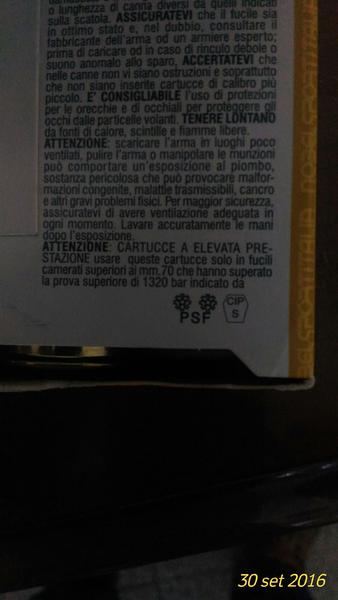 o lunghezza di canna diversi da quelli indicati
sulla scatola. ASSICURATEVI che il fucile sia
in ottimo stato e, nel dubbio, consultare il
fabbricante dell'arma od un armiere esperto;
prima di caricare od in caso di rinculo debole o
suono anomalo allo sparo, ACCERTATEVI che
nelle canne non vi siano ostruzioni e soprattutto
che non siano inserite cartucce di calibro più
piccolo. E' CONSIGLIABILE l'uso di protezioni
per le orecchie e di occhiali per proteggere gli
occhi dalle particelle volanti. TENERE LONTANO
da fonti di calore, scintille e fiamme libere.
ATTENZIONE: scaricare l'arma in luoghi poco
ventilati, pulire l'arma o manipolare le munizioni
può comportare un'esposizione al piombo,
sostanza pericolosa che può provocare malfor-
mazioni congenite, malattie trasmissibili, cancro
e altri gravi problemi fisici. Per maggior sicurezza,
assicuratevi di avere ventilazione adeguata in
ogni momento. Lavare accuratamente le mani
dopo l'esposizione.
ATTENZIONE: CARTUCCE A ELEVATA PRE-
STAZIONE usare queste cartucce solo in fucili
camerati superiori ai mm.70 che hanno superato
la prova superiore di 1320 bar indicato da
PSF
CIP
S
30 set 2016